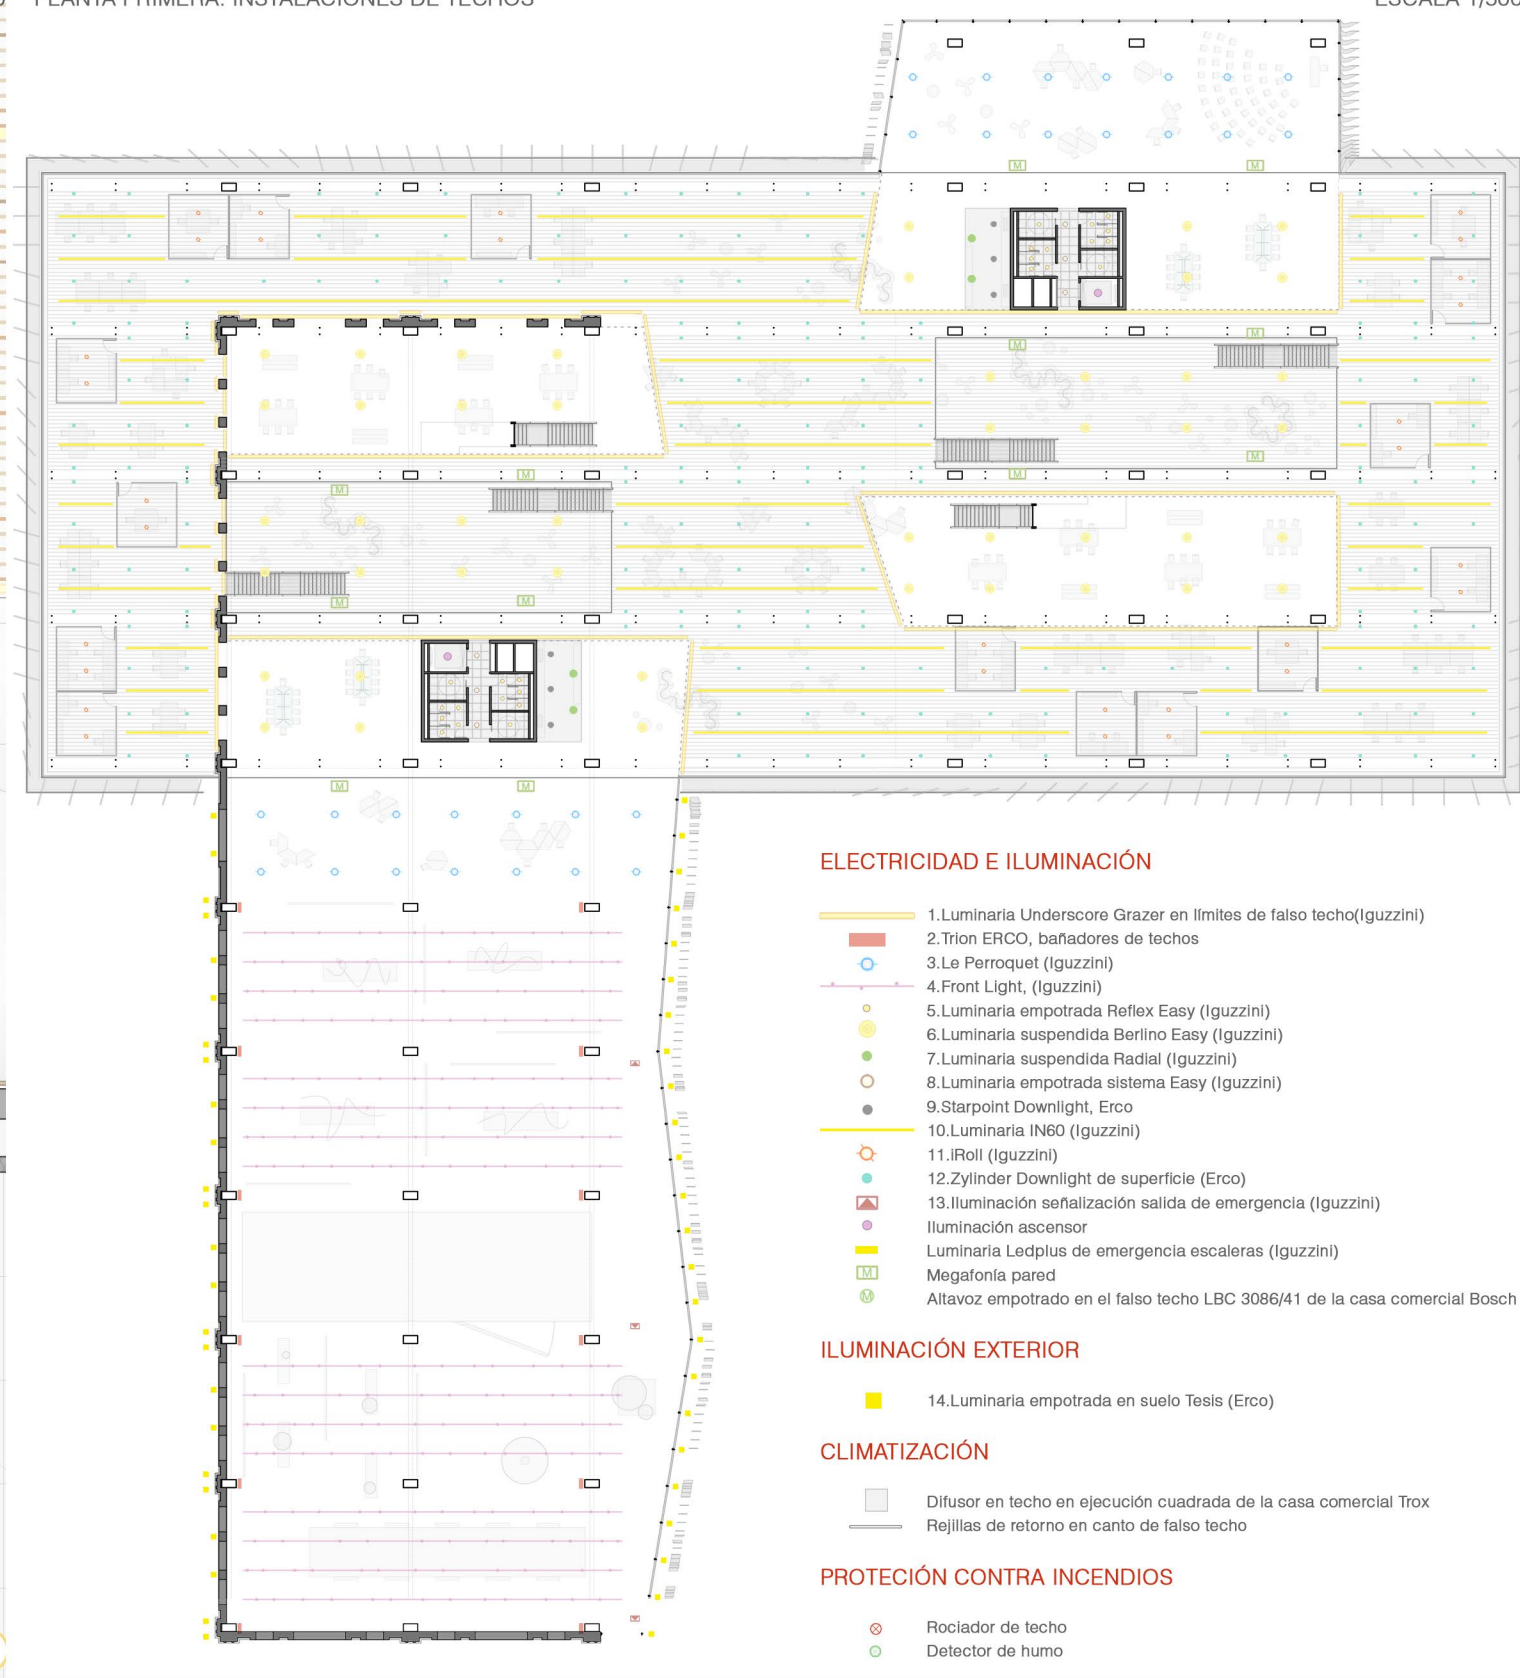 PLANTA PRIMERA: INSTALACIONES DE TECHOS
ESCALA 1/300
M M
M
M
M
M
M
M
M
M
M
M
M M
ELECTRICIDAD E ILUMINACIÓN
1.Luminaria Underscore Grazer en límites de falso techo(Iguzzini)
2.Trion ERCO, bañadores de techos
3.Le Perroquet (Iguzzini)
4.Front Light, (Iguzzini)
5.Luminaria empotrada Reflex Easy (Iguzzini)
6.Luminaria suspendida Berlino Easy (Iguzzini)
7.Luminaria suspendida Radial (Iguzzini)
8.Luminaria empotrada sistema Easy (Iguzzini)
9.Starpoint Downlight, Erco
10.Luminaria IN60 (Iguzzini)
11.iRoll (Iguzzini)
12.Zylinder Downlight de superficie (Erco)
13.Iluminación señalización salida de emergencia (Iguzzini)
Iluminación ascensor
Luminaria Ledplus de emergencia escaleras (Iguzzini)
M Megafonía pared
M Altavoz empotrado en el falso techo LBC 3086/41 de la casa comercial Bosch
ILUMINACIÓN EXTERIOR
14.Luminaria empotrada en suelo Tesis (Erco)
CLIMATIZACIÓN
Difusor en techo en ejecución cuadrada de la casa comercial Trox
Rejillas de retorno en canto de falso techo
PROTECIÓN CONTRA INCENDIOS
Rociador de techo
Detector de humo